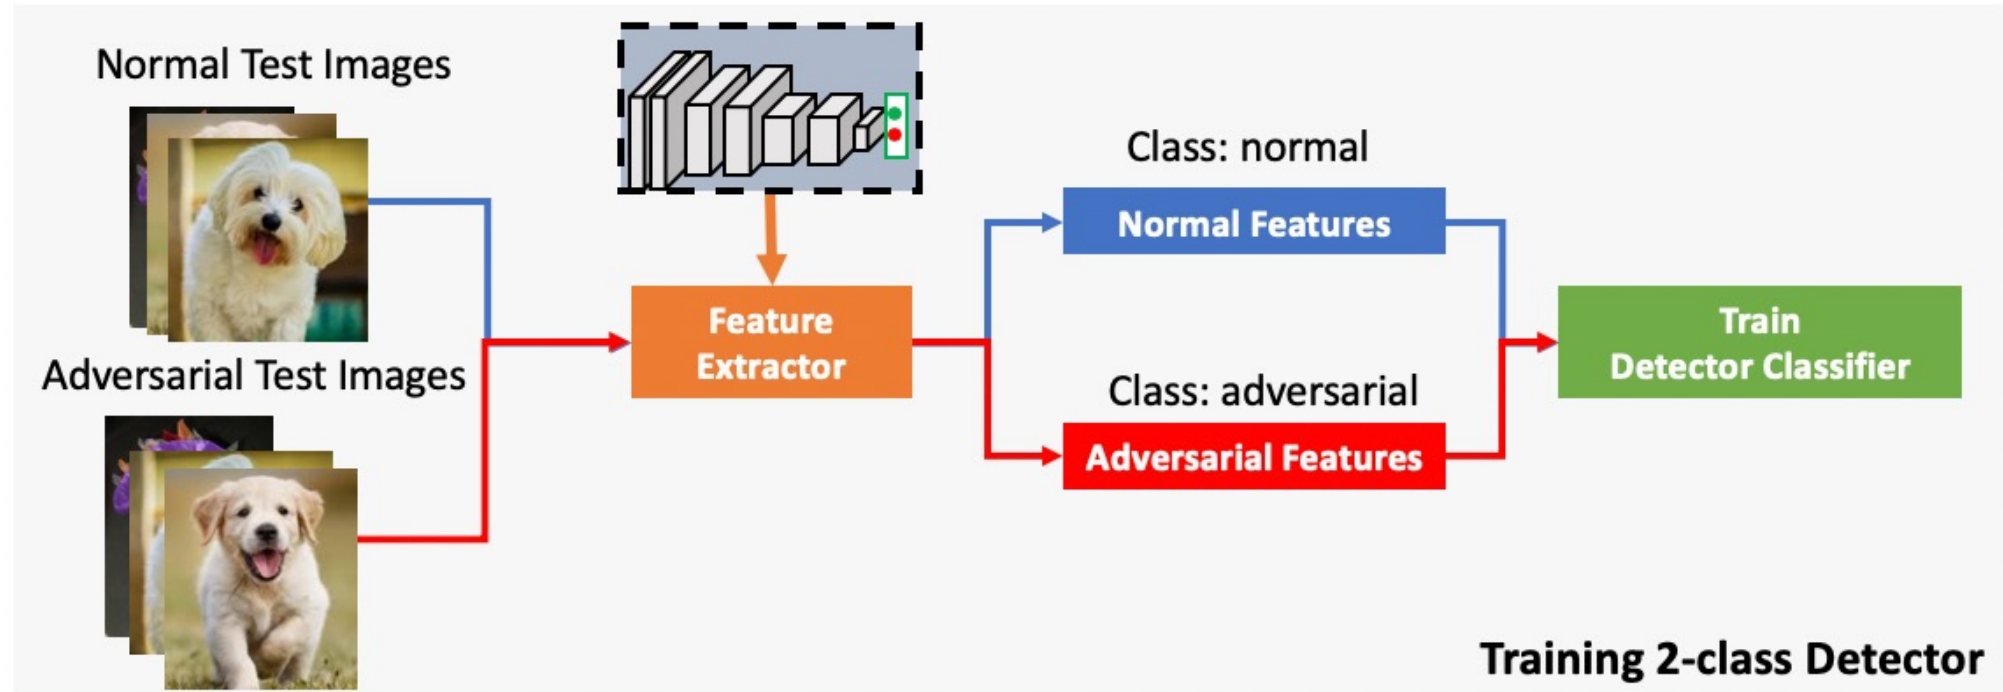 Normal Test Images
Adversarial Test Images
Feature
Extractor
Class: normal
Normal Features
Class: adversarial
Adversarial Features
Train
Detector Classifier
Training 2-class Detector